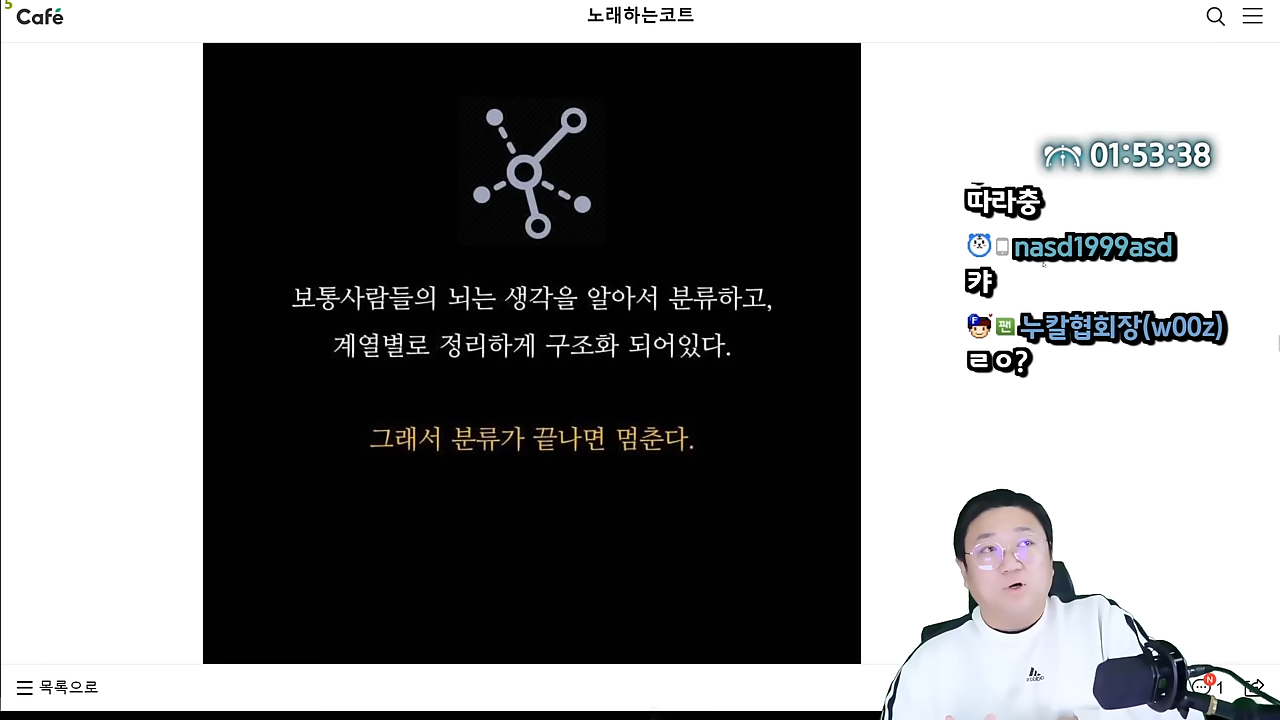 5
Café
노래하는코트
보통사람들의 뇌는 생각을 알아서 분류하고,
계열별로 정리하게 구조화 되어있다.
그래서 분류가 끝나면 멈춘다.
01:53:38
따라충
nasd1999asd
캬
F 팬 누칼협회장(w00z)
ㄹㅇ?
목록으로
N
1